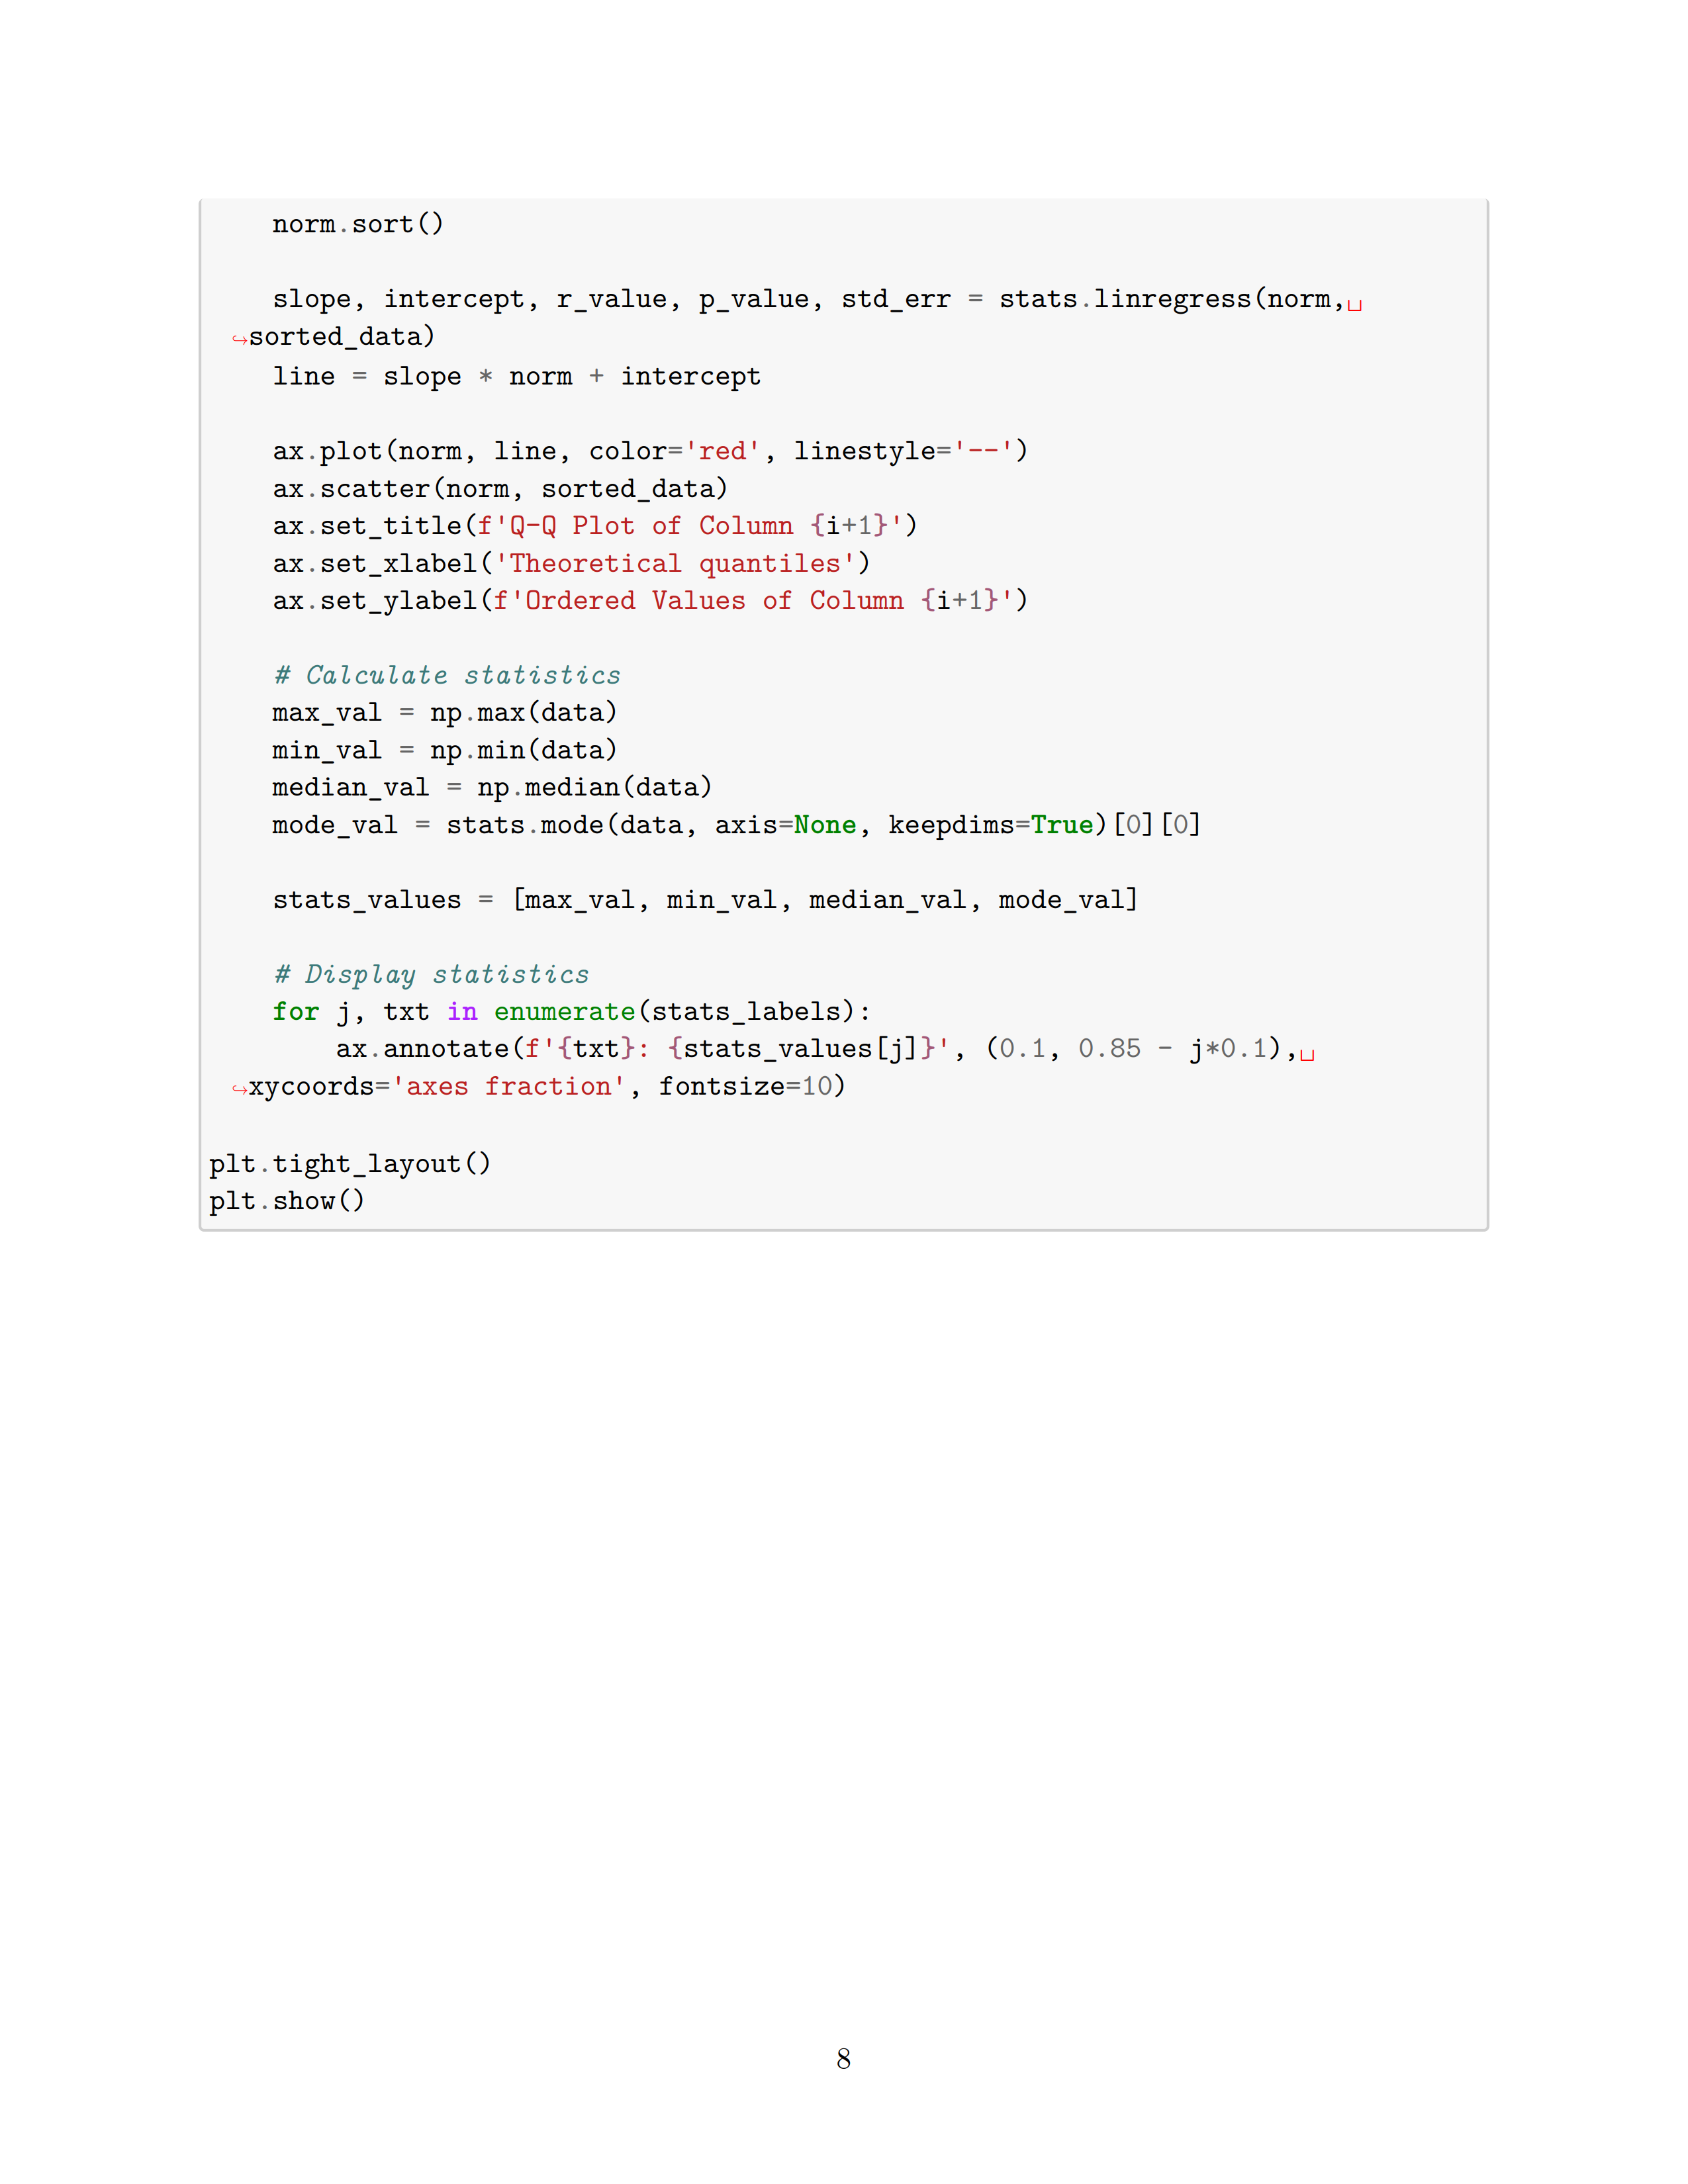 norm.sort()
slope, intercept, r_value, p_value, std_err = stats.linregress(norm,␣
↪sorted_data)
line = slope * norm + intercept
ax.plot(norm, line, color='red', linestyle='--')
ax.scatter(norm, sorted_data)
ax.set_title(f'Q-Q Plot of Column {i+1}')
ax.set_xlabel('Theoretical quantiles')
ax.set_ylabel(f'Ordered Values of Column {i+1}')
# Calculate statistics
max_val = np.max(data)
min_val = np.min(data)
median_val = np.median(data)
mode_val = stats.mode(data, axis=None, keepdims=True)[0][0]
stats_values = [max_val, min_val, median_val, mode_val]
# Display statistics
for j, txt in enumerate(stats_labels):
ax.annotate(f'{txt}: {stats_values[j]}', (0.1, 0.85 - j*0.1),␣
↪xycoords='axes fraction', fontsize=10)
plt.tight_layout()
plt.show()
8